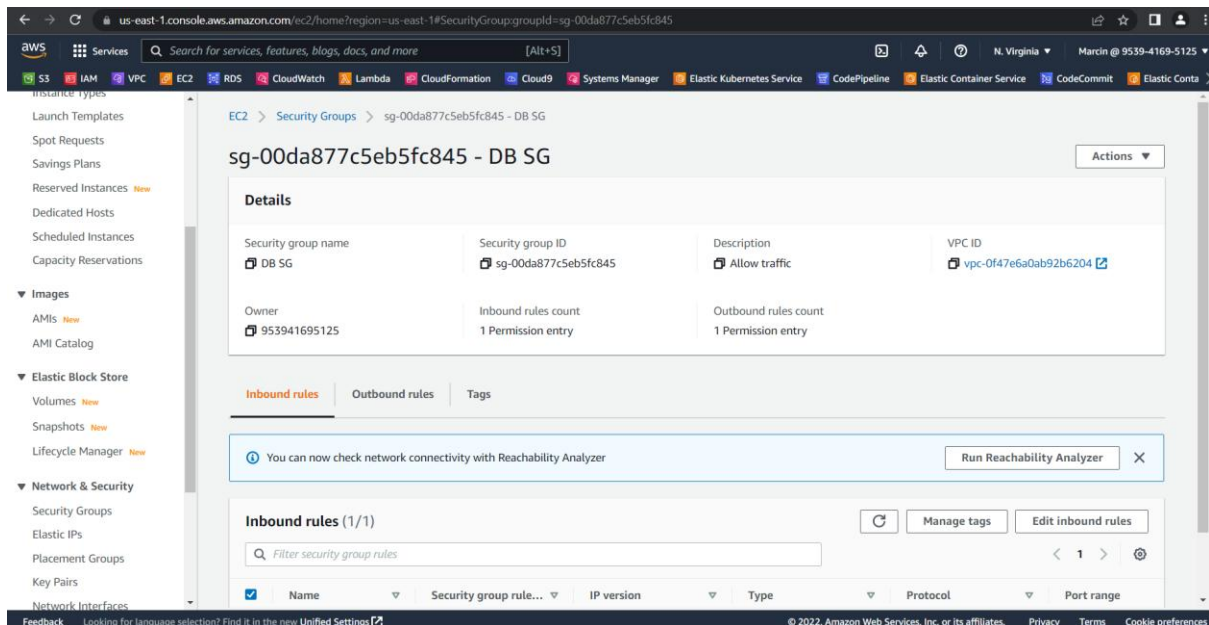 us-east-1.console.aws.amazon.com/ec2/home?region=us-east-1#SecurityGroup:groupId=sg-00da877c5eb5fc845
aws Services Search for services, features, blogs, docs, and more [Alt+S] N. Virginia Marcin @ 9539-4169-5125
S3 IAM VPC EC2 RDS CloudWatch Lambda CloudFormation Cloud9 Systems Manager Elastic Kubernetes Service CodePipeline Elastic Container Service CodeCommit Elastic Conta
Instance Types
Launch Templates
Spot Requests
Savings Plans
Reserved Instances New
Dedicated Hosts
Scheduled Instances
Capacity Reservations
Images
AMIs New
AMI Catalog
Elastic Block Store
Volumes New
Snapshots New
Lifecycle Manager New
Network & Security
Security Groups
Elastic IPs
Placement Groups
Key Pairs
Network Interfaces
EC2 > Security Groups > sg-00da877c5eb5fc845 - DB SG
sg-00da877c5eb5fc845 - DB SG Actions
Details
Security group name Security group ID Description VPC ID
DB SG sg-00da877c5eb5fc845 Allow traffic vpc-0f47e6a0ab92b6204
Owner Inbound rules count Outbound rules count
953941695125 1 Permission entry 1 Permission entry
Inbound rules Outbound rules Tags
You can now check network connectivity with Reachability Analyzer Run Reachability Analyzer
Inbound rules (1/1) Manage tags Edit inbound rules
Filter security group rules 1
Name Security group rule... IP version Type Protocol Port range
Feedback Looking for language selection? Find it in the new Unified Settings © 2022, Amazon Web Services, Inc. or its affiliates. Privacy Terms Cookie preferences